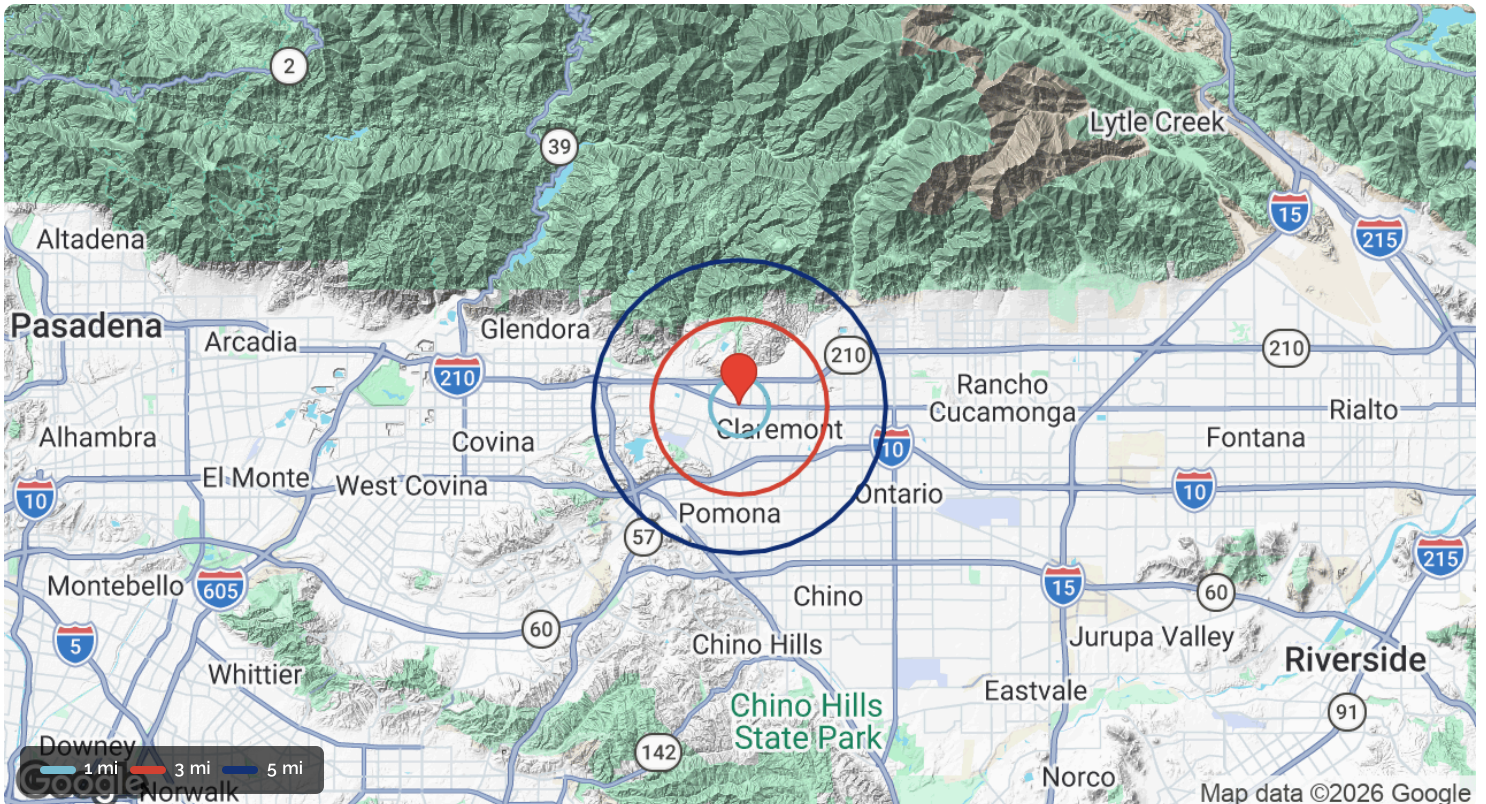 2
39
Lytle Creek
15
215
Altadena
Pasadena
Arcadia
Glendora
210
210
210
Rancho
Cucamonga
Rialto
Alhambra
Covina
Claremont
Fontana
10
El Monte
West Covina
10
Ontario
10
Pomona
57
215
Montebello
605
Chino
15
60
60
5
Chino Hills
Jurupa Valley
Whittier
Riverside
Eastvale
Chino Hills
State Park
91
142
Downey
1 mi
3 mi
5 mi
Google
Norwalk
Norco
Map data ©2026 Google